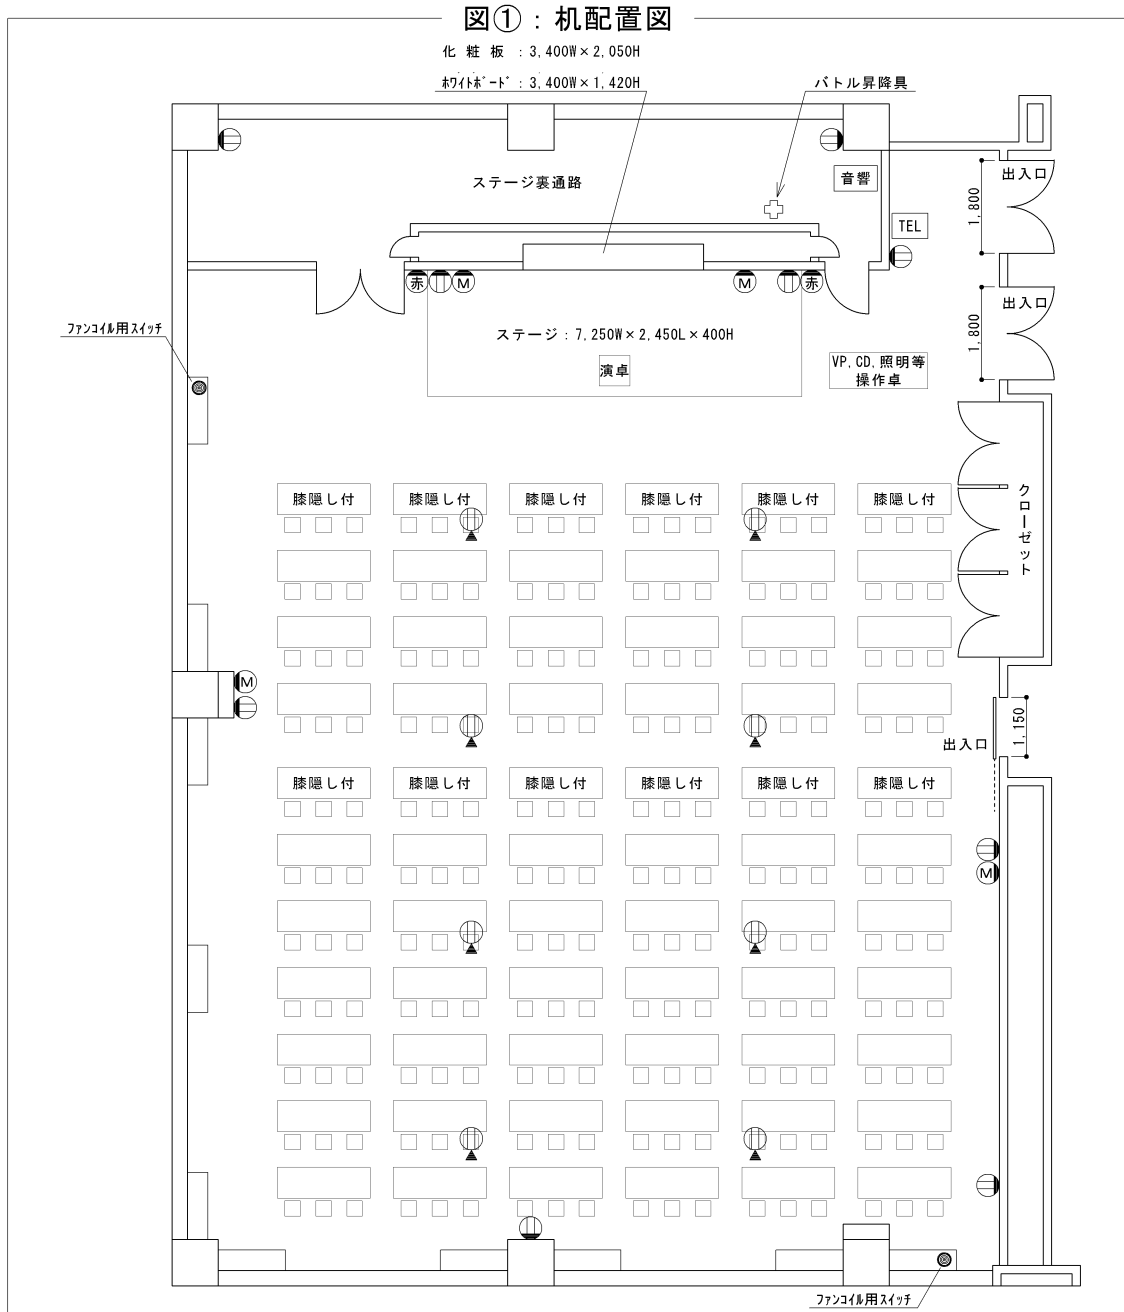 図①：机配置図
化 粧 板 ：3,400W×2,050H
ﾎﾜｲﾄﾎﾞｰﾄﾞ：3,400W×1,420H
バトル昇降具
ステージ裏通路
音響
出入口
1,800
TEL
赤
M
M
赤
出入口
1,800
ﾌｧﾝｺｲﾙ用ｽｲｯﾁ
ステージ：7,250W×2,450L×400H
演卓
VP,CD,照明等
操作卓
クローゼット
膝隠し付 膝隠し付 膝隠し付 膝隠し付 膝隠し付 膝隠し付
M
出入口
1,150
膝隠し付 膝隠し付 膝隠し付 膝隠し付 膝隠し付 膝隠し付
M
ﾌｧﾝｺｲﾙ用ｽｲｯﾁ